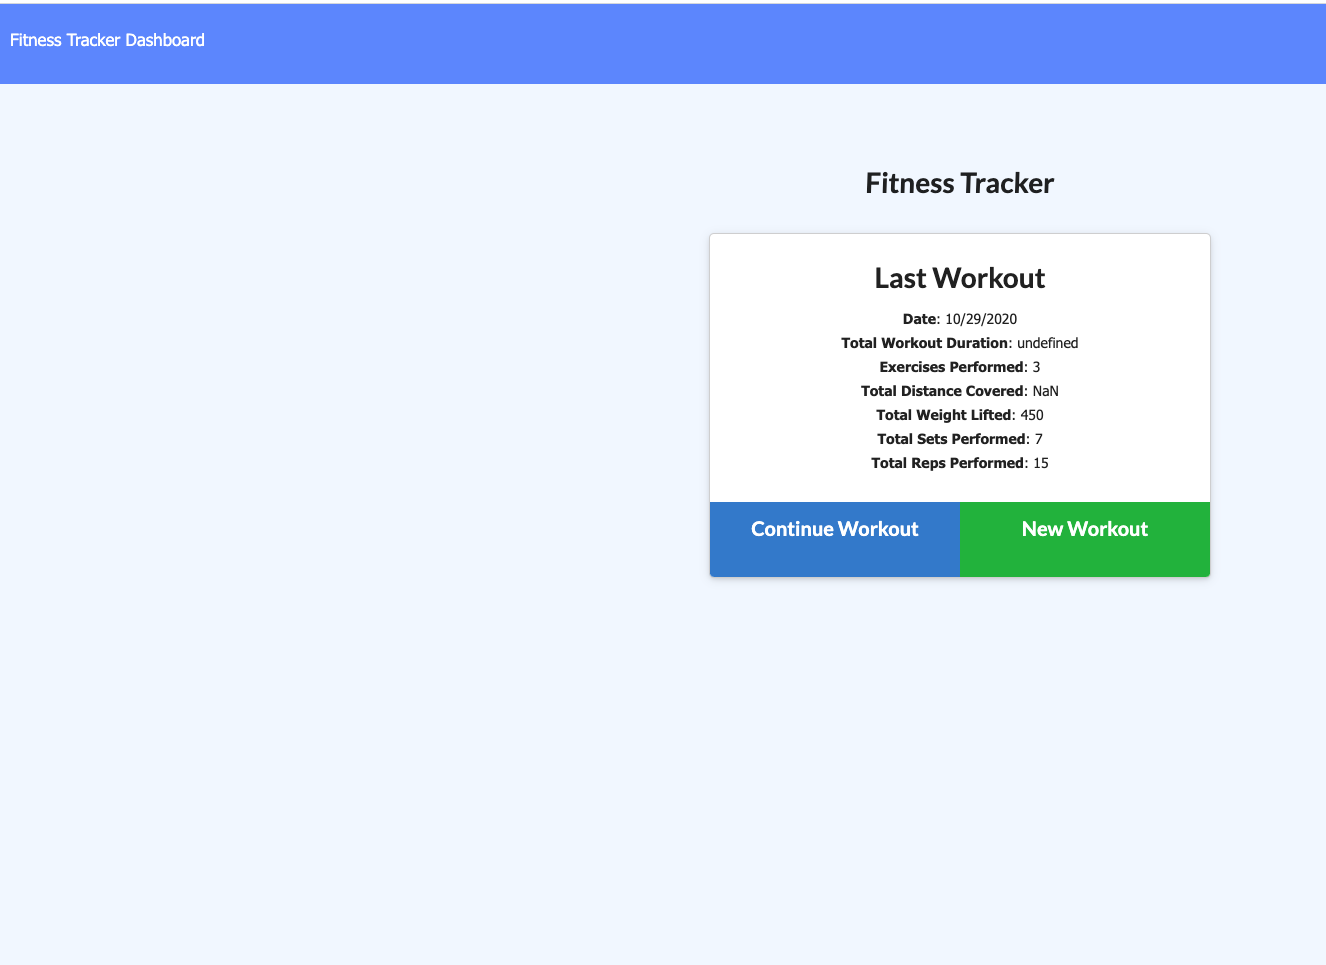 Fitness Tracker Dashboard
Fitness Tracker
Last Workout
Date: 10/29/2020
Total Workout Duration: undefined
Exercises Performed: 3
Total Distance Covered: NaN
Total Weight Lifted: 450
Total Sets Performed: 7
Total Reps Performed: 15
Continue Workout
New Workout